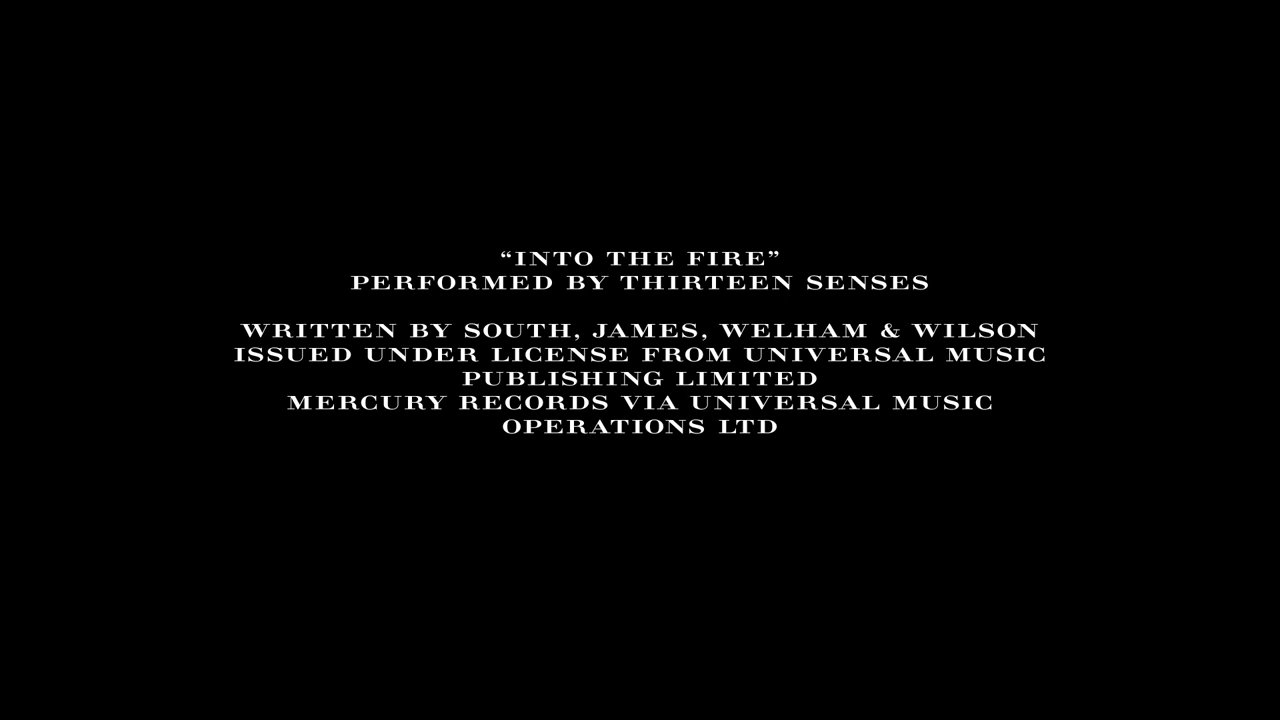 “INTO THE FIRE”
PERFORMED BY THIRTEEN SENSES
WRITTEN BY SOUTH, JAMES, WELHAM & WILSON
ISSUED UNDER LICENSE FROM UNIVERSAL MUSIC
PUBLISHING LIMITED
MERCURY RECORDS VIA UNIVERSAL MUSIC
OPERATIONS LTD